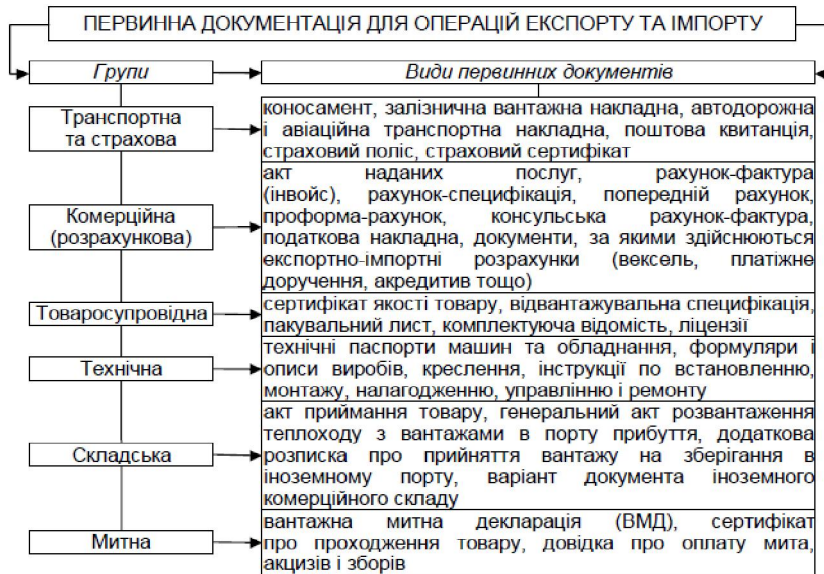 ПЕРВИННА ДОКУМЕНТАЦІЯ ДЛЯ ОПЕРАЦІЙ ЕКСПОРТУ ТА ІМПОРТУ
Групи
Види первинних документів
Транспортна
та страхова
коносамент, залізнична вантажна накладна, автодорожна
і авіаційна транспортна накладна, поштова квитанція,
страховий поліс, страховий сертифікат
Комерційна
(розрахункова)
акт наданих послуг, рахунок-фактура
(інвойс), рахунок-специфікація, попередній рахунок,
проформа-рахунок, консульська рахунок-фактура,
податкова накладна, документи, за якими здійснюються
експортно-імпортні розрахунки (вексель, платіжне
доручення, акредитив тощо)
Товаросупровідна
сертифікат якості товару, відвантажувальна специфікація,
пакувальний лист, комплектуюча відомість, ліцензії
Технічна
технічні паспорти машин та обладнання, формуляри і
описи виробів, креслення, інструкції по встановленню,
монтажу, налагодженню, управлінню і ремонту
Складська
акт приймання товару, генеральний акт розвантаження
теплоходу з вантажами в порту прибуття, додаткова
розписка про прийняття вантажу на зберігання в
іноземному порту, варіант документа іноземного
комерційного складу
Митна
вантажна митна декларація (ВМД), сертифікат
про проходження товару, довідка про оплату мита,
акцизів і зборів